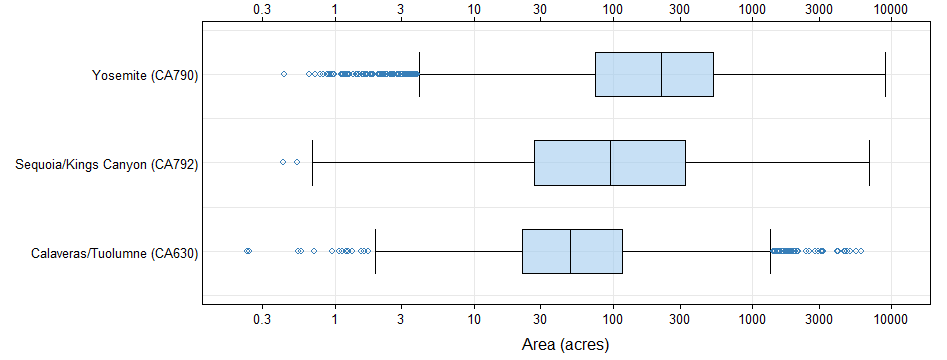 0.3 1 3 10 30 100 300 1000 3000 10000
Yosemite (CA790)
Sequoia/Kings Canyon (CA792)
Calaveras/Tuolumne (CA630)
0.3 1 3 10 30 100 300 1000 3000 10000
Area (acres)